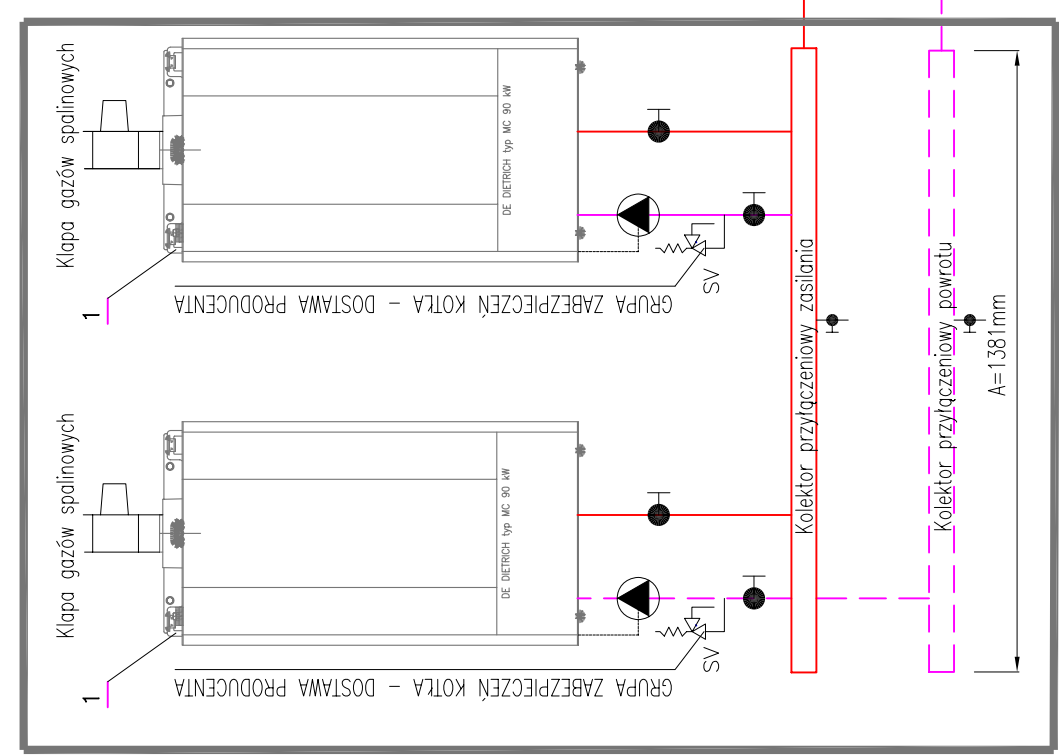 Klapa gazów spalinowych
DE DIETRICH typ MC 90 kW
1
GRUPA ZABEZPIECZEŃ KOTŁA – DOSTAWA PRODUCENTA
SV
Kolektor przyłączeniowy zasilania
Kolektor przyłączeniowy powrotu
A=1381mm
Klapa gazów spalinowych
DE DIETRICH typ MC 90 kW
1
GRUPA ZABEZPIECZEŃ KOTŁA – DOSTAWA PRODUCENTA
SV